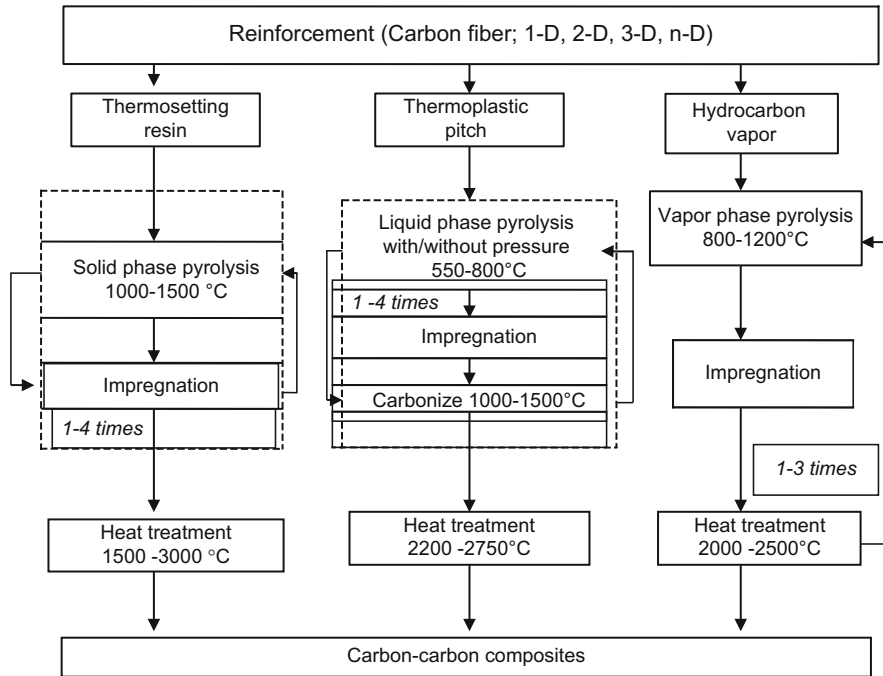 Reinforcement (Carbon fiber; 1-D, 2-D, 3-D, n-D)
Thermosetting
resin
Thermoplastic
pitch
Hydrocarbon
vapor
Solid phase pyrolysis
1000-1500 °C
Impregnation
1-4 times
Liquid phase pyrolysis
with/without pressure
550-800°C
1 -4 times
Impregnation
Carbonize 1000-1500°C
Vapor phase pyrolysis
800-1200°C
Impregnation
1-3 times
Heat treatment
1500 -3000 °C
Heat treatment
2200 -2750°C
Heat treatment
2000 -2500°C
Carbon-carbon composites